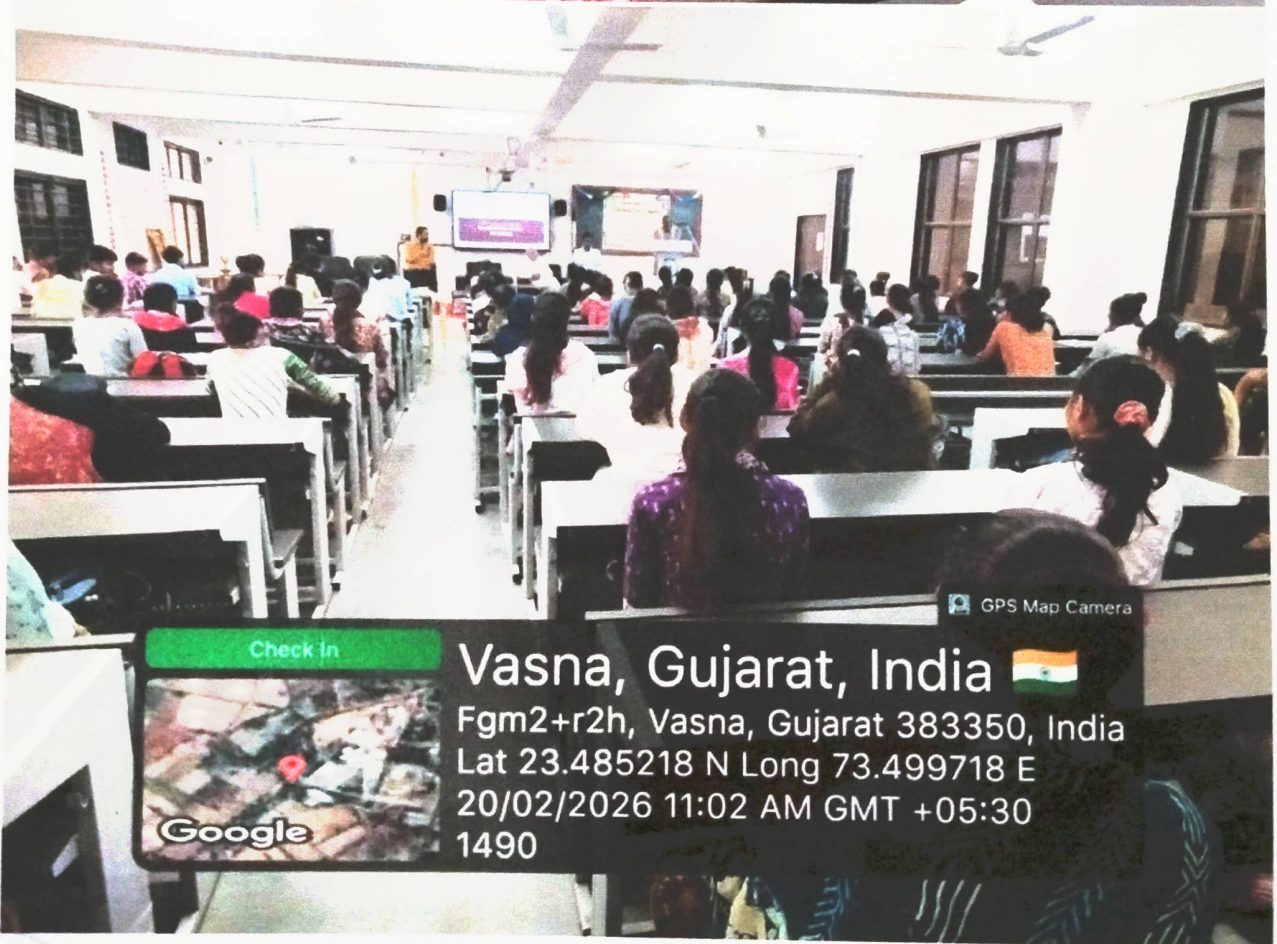 GPS Map Camera
Check In
Vasna, Gujarat, India
Fgm2+r2h, Vasna, Gujarat 383350, India
Lat 23.485218 N Long 73.499718 E
20/02/2026 11:02 AM GMT +05:30
1490
Google